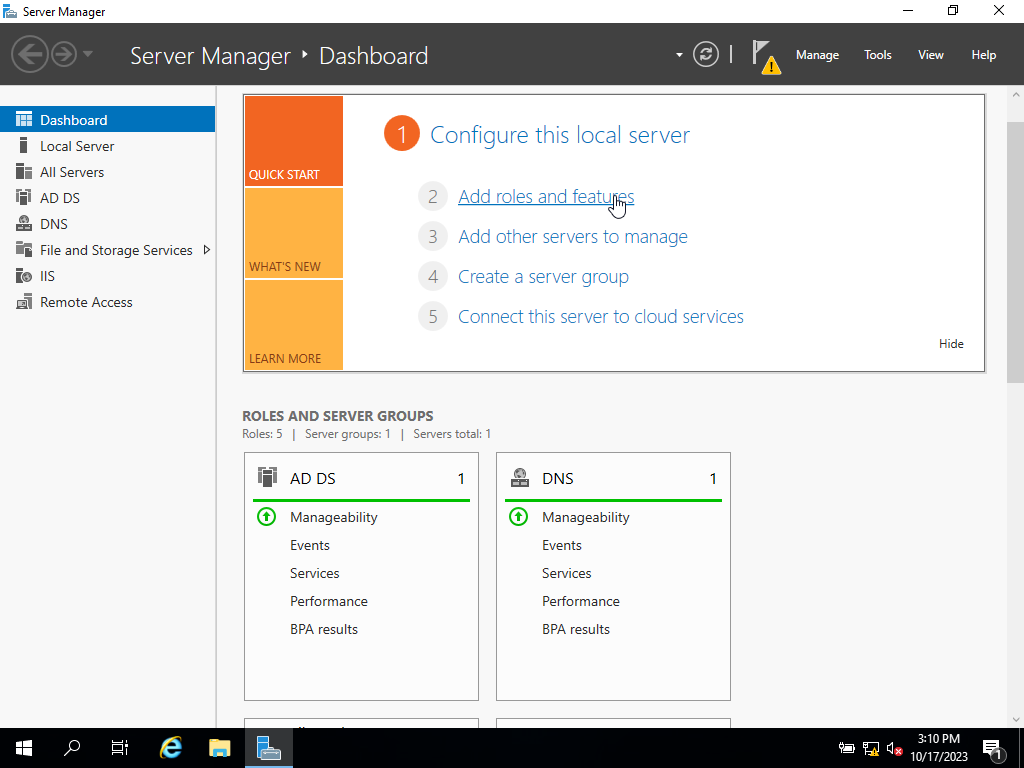 Server Manager
Server Manager ‣ Dashboard
Manage Tools View Help
Dashboard
Local Server
All Servers
AD DS
DNS
File and Storage Services
IIS
Remote Access
QUICK START
WHAT'S NEW
LEARN MORE
1 Configure this local server
2 Add roles and features
3 Add other servers to manage
4 Create a server group
5 Connect this server to cloud services
Hide
ROLES AND SERVER GROUPS
Roles: 5 | Server groups: 1 | Servers total: 1
AD DS 1
Manageability
Events
Services
Performance
BPA results
DNS 1
Manageability
Events
Services
Performance
BPA results
3:10 PM
10/17/2023
1